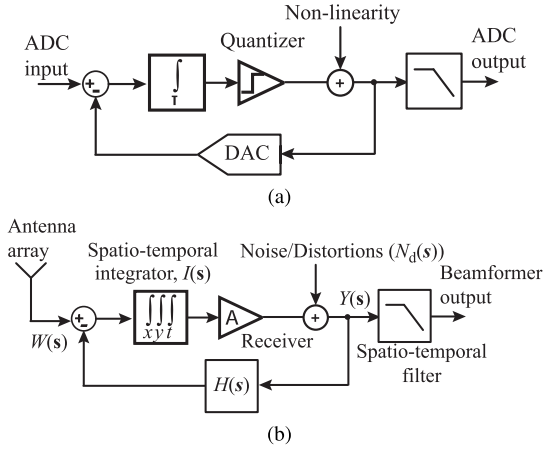 Non-linearity
ADC
input
Quantizer
ADC
output
+
-
∫
T
+
DAC
(a)
Antenna
array
Spatio-temporal
integrator, I(s)
Noise/Distortions (Nd(s))
Beamformer
output
W(s)
+
-
∫∫∫
x y t
A
Receiver
+
Y(s)
Spatio-temporal
filter
H(s)
(b)